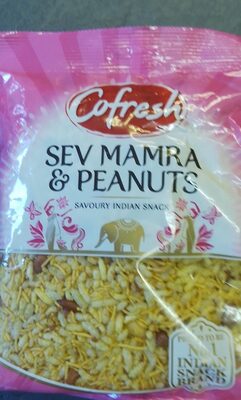 Cofresh
SEV MAMRA
& PEANUTS
SAVOURY INDIAN SNACK
INDIAN
SNACK
BRAND